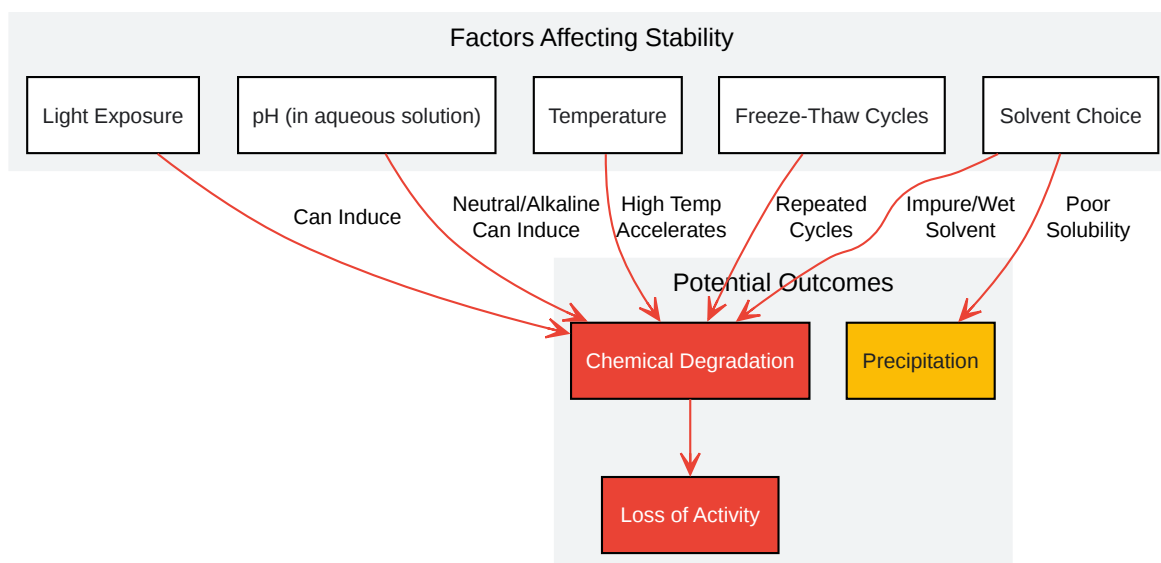 Factors Affecting Stability
Light Exposure
pH (in aqueous solution)
Temperature
Freeze-Thaw Cycles
Solvent Choice
Can Induce
Neutral/Alkaline
Can Induce
High Temp
Accelerates
Repeated
Cycles
Impure/Wet
Solvent
Poor
Solubility
Potential Outcomes
Chemical Degradation
Precipitation
Loss of Activity